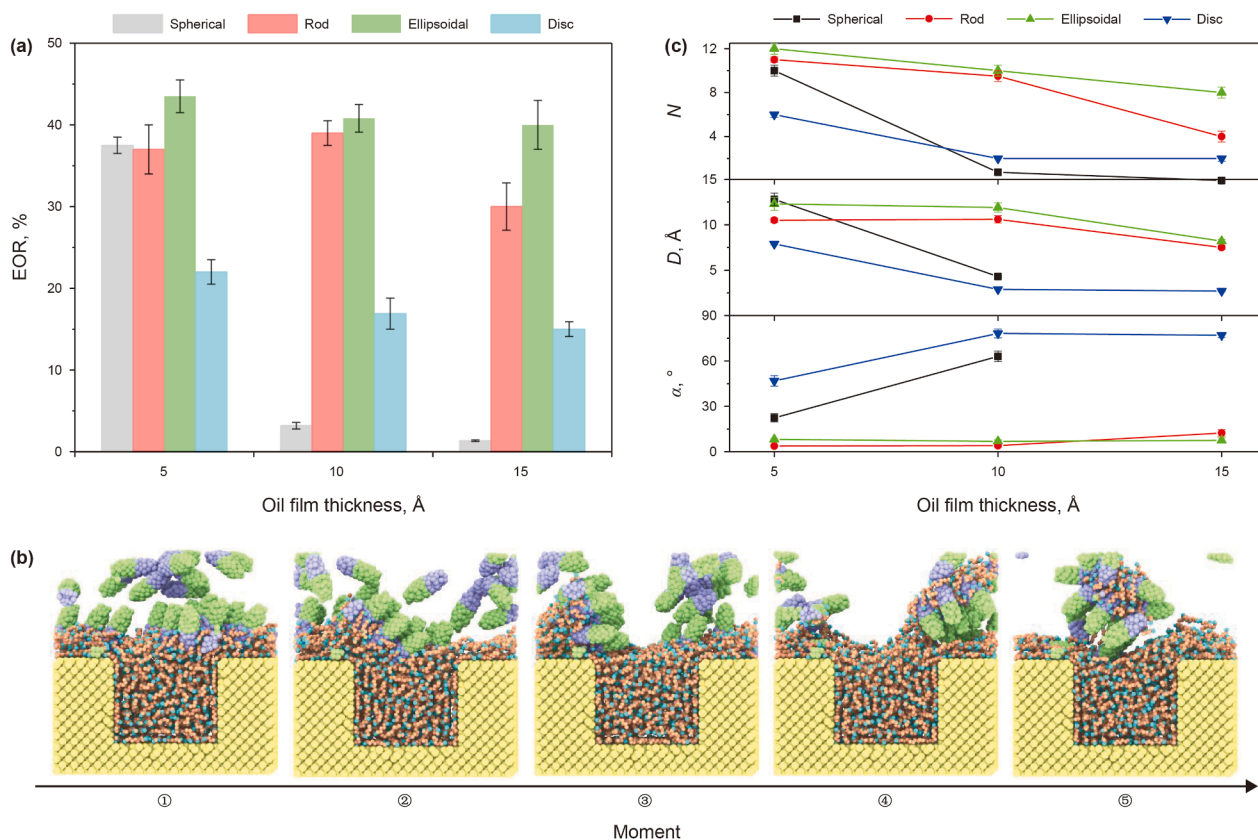 (a)
Spherical Rod Ellipsoidal Disc
EOR, %
50
40
30
20
10
0
5 10 15
Oil film thickness, Å
(c)
Spherical Rod Ellipsoidal Disc
N
12
8
4
D, Å
15
10
5
α, °
90
60
30
0
5 10 15
Oil film thickness, Å
(b)
① ② ③ ④ ⑤
Moment